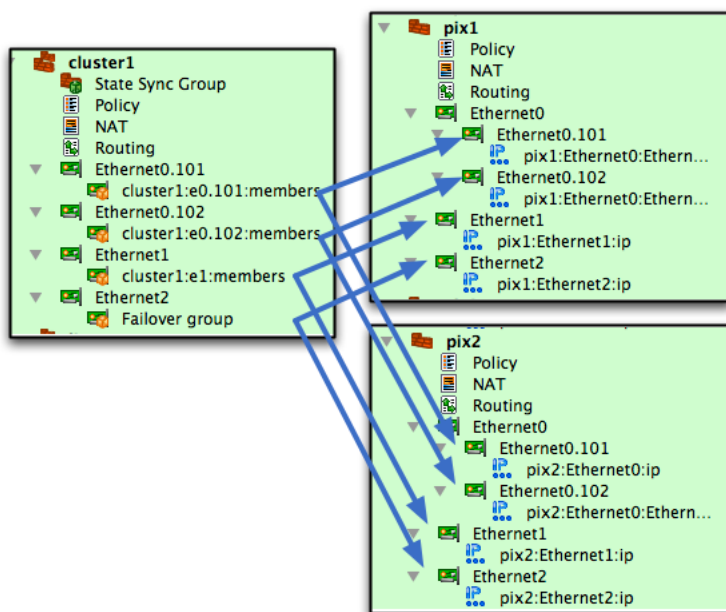 cluster1
State Sync Group
Policy
NAT
Routing
Ethernet0.101
cluster1:e0.101:members
Ethernet0.102
cluster1:e0.102:members
Ethernet1
cluster1:e1:members
Ethernet2
Failover group
pix1
Policy
NAT
Routing
Ethernet0
Ethernet0.101
pix1:Ethernet0:Ethern...
Ethernet0.102
pix1:Ethernet0:Ethern...
Ethernet1
pix1:Ethernet1:ip
Ethernet2
pix1:Ethernet2:ip
pix2
Policy
NAT
Routing
Ethernet0
Ethernet0.101
pix2:Ethernet0:ip
Ethernet0.102
pix2:Ethernet0:Ethern...
Ethernet1
pix2:Ethernet1:ip
Ethernet2
pix2:Ethernet2:ip